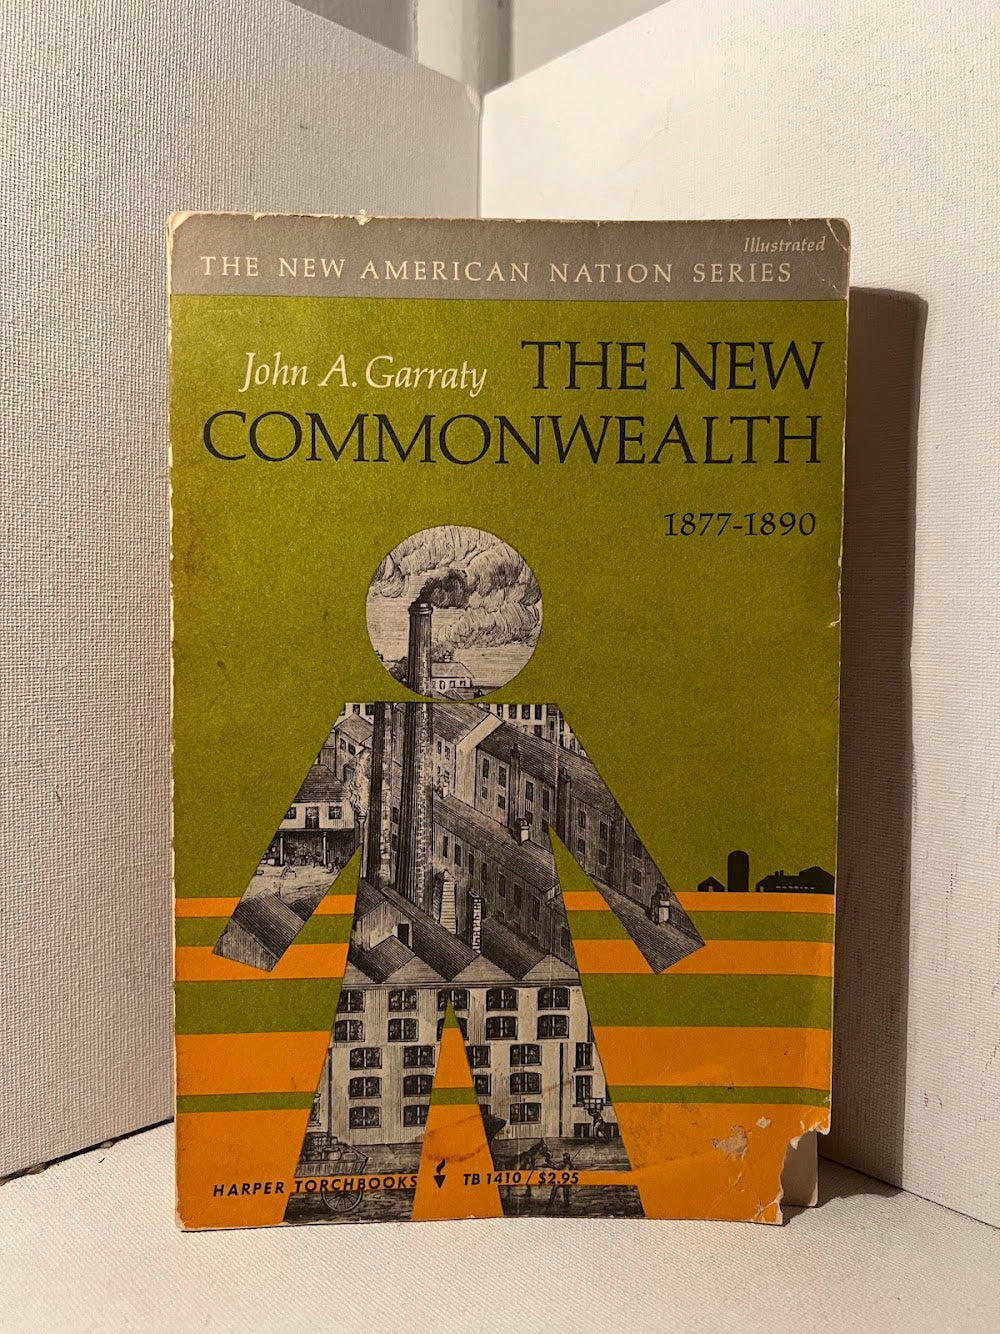 Illustrated
THE NEW AMERICAN NATION SERIES
John A. Garraty THE NEW
COMMONWEALTH
1877-1890
HARPER TORCHBOOKS TB 1410 / $2.95